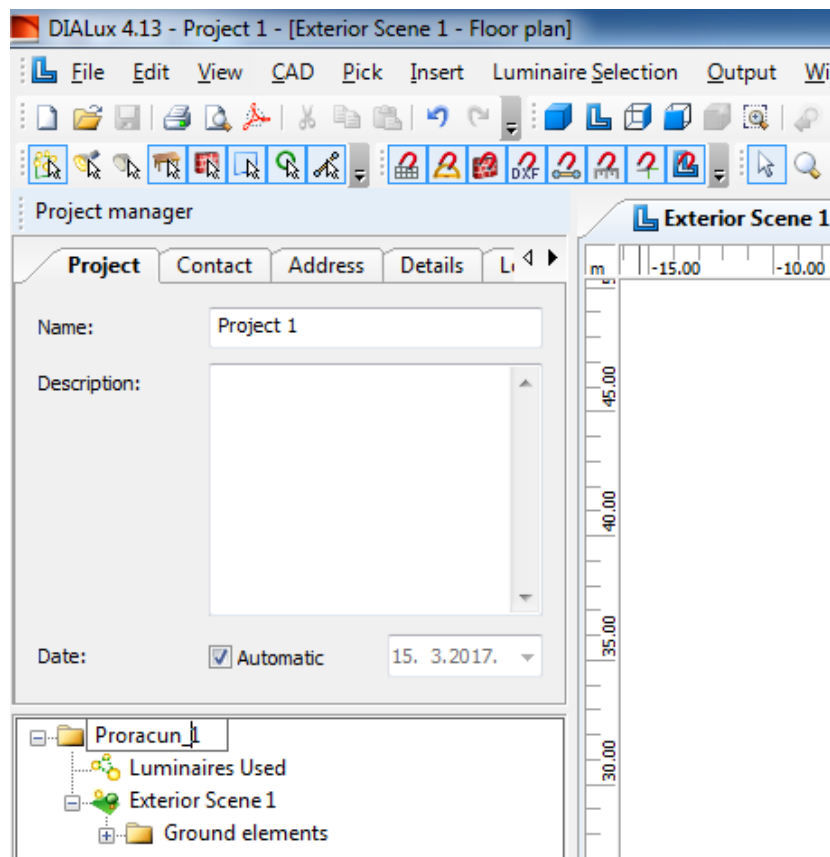 DIALux 4.13 - Project 1 - [Exterior Scene 1 - Floor plan]
File Edit View CAD Pick Insert Luminaire Selection Output Wi
DXF
Project manager
Exterior Scene 1
Project Contact Address Details
m -15.00 -10.00
Name: Project 1
Description:
45.00
40.00
35.00
Date: Automatic 15. 3.2017.
Proracun_1
Luminaires Used
30.00
Exterior Scene 1
Ground elements